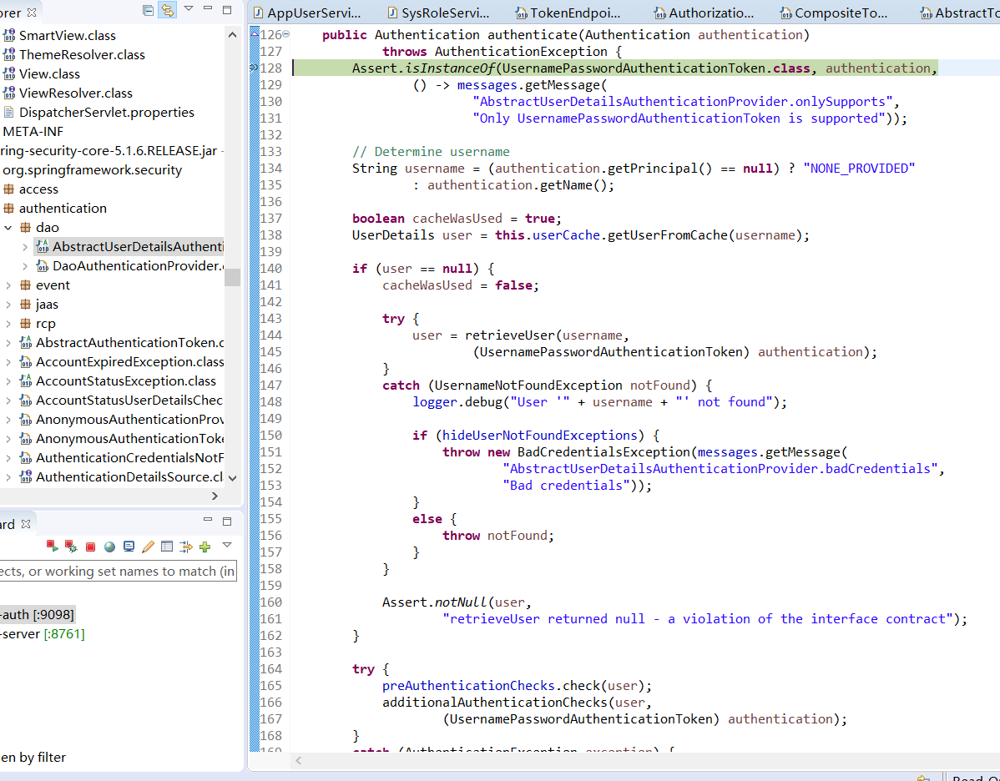 orer
SmartView.class
ThemeResolver.class
View.class
ViewResolver.class
DispatcherServlet.properties
META-INF
ring-security-core-5.1.6.RELEASE.jar -
org.springframework.security
access
authentication
dao
AbstractUserDetailsAuthenti
DaoAuthenticationProvider.
event
jaas
rcp
AbstractAuthenticationToken.c
AccountExpiredException.class
AccountStatusException.class
AccountStatusUserDetailsChec
AnonymousAuthenticationProv
AnonymousAuthenticationToke
AuthenticationCredentialsNotF
AuthenticationDetailsSource.cl
ard
ects, or working set names to match (in
-auth [:9098]
-server [:8761]
en by filter
AppUserServi... SysRoleServi... TokenEndpoi... Authorizatio... CompositeTo... AbstractTo
126 public Authentication authenticate(Authentication authentication)
127 throws AuthenticationException {
128 Assert.isInstanceOf(UsernamePasswordAuthenticationToken.class, authentication,
129 () -> messages.getMessage(
130 "AbstractUserDetailsAuthenticationProvider.onlySupports",
131 "Only UsernamePasswordAuthenticationToken is supported"));
132
133 // Determine username
134 String username = (authentication.getPrincipal() == null) ? "NONE_PROVIDED"
135 : authentication.getName();
136
137 boolean cacheWasUsed = true;
138 UserDetails user = this.userCache.getUserFromCache(username);
139
140 if (user == null) {
141 cacheWasUsed = false;
142
143 try {
144 user = retrieveUser(username,
145 (UsernamePasswordAuthenticationToken) authentication);
146 }
147 catch (UsernameNotFoundException notFound) {
148 logger.debug("User '" + username + "' not found");
149
150 if (hideUserNotFoundExceptions) {
151 throw new BadCredentialsException(messages.getMessage(
152 "AbstractUserDetailsAuthenticationProvider.badCredentials",
153 "Bad credentials"));
154 }
155 else {
156 throw notFound;
157 }
158 }
159
160 Assert.notNull(user,
161 "retrieveUser returned null - a violation of the interface contract");
162 }
163
164 try {
165 preAuthenticationChecks.check(user);
166 additionalAuthenticationChecks(user,
167 (UsernamePasswordAuthenticationToken) authentication);
168 }
169 catch (AuthenticationException exception) {